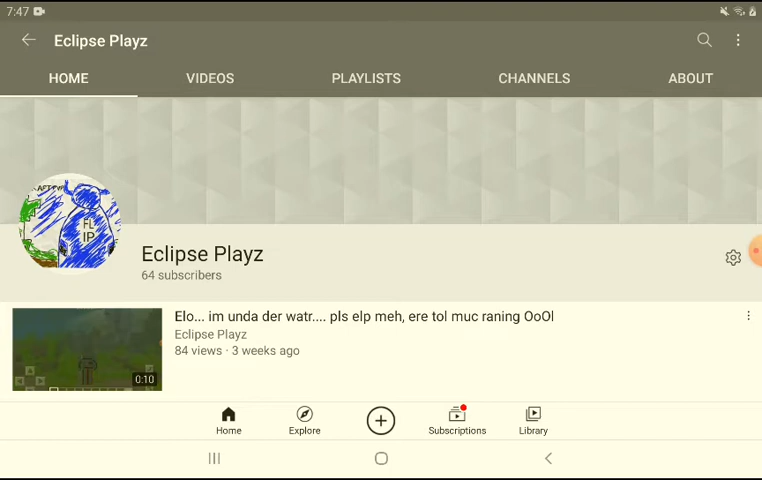 7:47
Eclipse Playz
HOME VIDEOS PLAYLISTS CHANNELS ABOUT
FL
IP
Eclipse Playz
64 subscribers
Elo... im unda der watr.... pls elp meh, ere tol muc raning OoOl
Eclipse Playz
84 views · 3 weeks ago
0:10
Home Explore Subscriptions Library